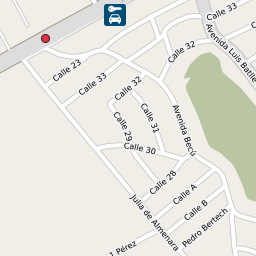 Calle 33
Avenida Luis Batlle
Calle 32
Calle 23
Calle 33
Calle 32
Calle 31
Calle 29
Avenida Becú
Calle 30
Calle 28
Calle A
Calle B
Julia de Almenara
Pedro Bertech
1 Pérez